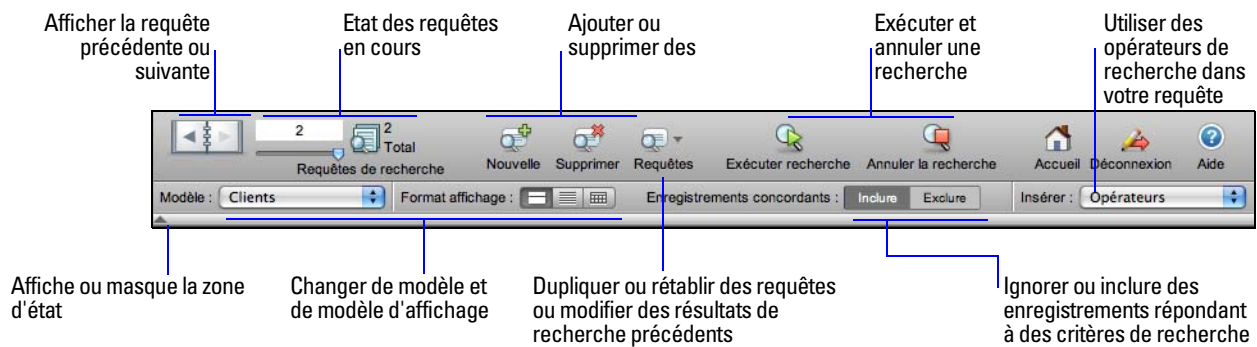 Afficher la requête
précédente ou
suivante
Etat des requêtes
en cours
Ajouter ou
supprimer des
Exécuter et
annuler une
recherche
Utiliser des
opérateurs de
recherche dans
votre requête
2
2
Total
Requêtes de recherche
Nouvelle
Supprimer
Requêtes
Exécuter recherche
Annuler la recherche
Accueil
Déconnexion
Aide
Modèle :
Clients
Format affichage :
Enregistrements concordants :
Inclure
Exclure
Insérer :
Opérateurs
Affiche ou masque la zone
d'état
Changer de modèle et
de modèle d'affichage
Dupliquer ou rétablir des requêtes
ou modifier des résultats de
recherche précédents
Ignorer ou inclure des
enregistrements répondant
à des critères de recherche